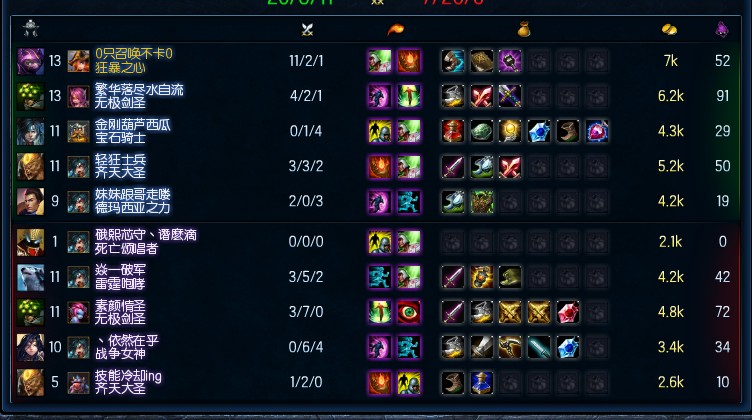 13 0只召唤不卡0 11/2/1 7k 52
狂暴之心
13 繁华落尽水自流 4/2/1 6.2k 91
无极剑圣
11 金刚葫芦西瓜 0/1/4 4.3k 29
宝石骑士
11 轻狂士兵 3/3/2 5.2k 50
齐天大圣
9 妹妹跟哥走喽 2/0/3 4.2k 19
德玛西亚之力
1 0/0/0 2.1k 0
死亡颂唱者
11 焱一破军 3/5/2 4.2k 42
雷霆咆哮
11 素颜情圣 3/7/0 4.8k 72
无极剑圣
10 丶依然在乎 0/6/4 3.4k 34
战争女神
5 技能冷却ing 1/2/0 2.6k 10
齐天大圣